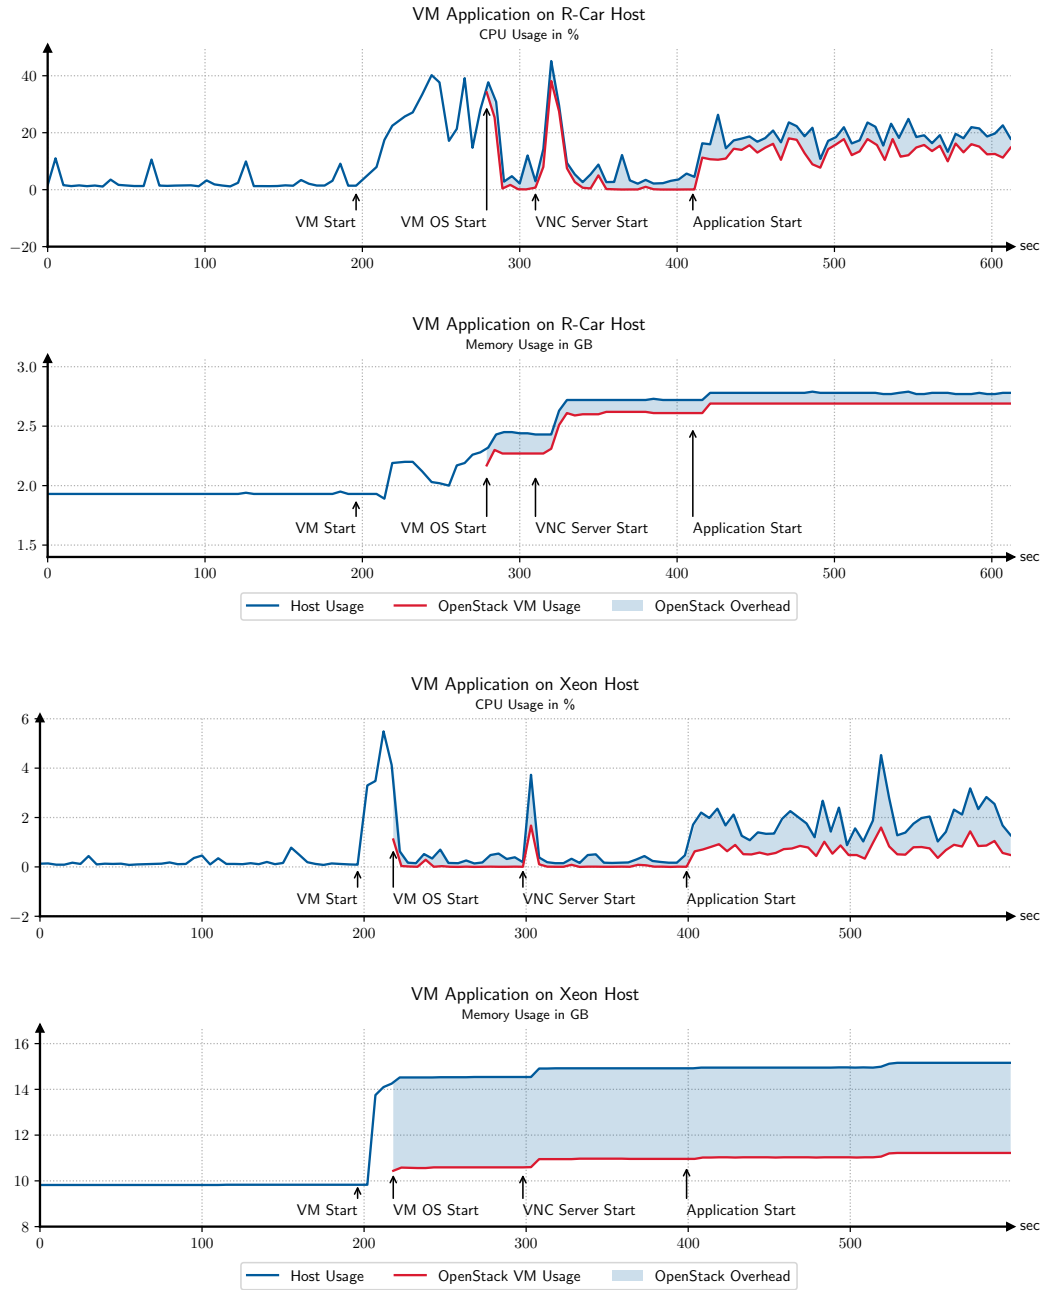 VM Application on R-Car Host
CPU Usage in %
40
20
0
−20
VM Start
VM OS Start
VNC Server Start
Application Start
sec
0 100 200 300 400 500 600
VM Application on R-Car Host
Memory Usage in GB
3.0
2.5
2.0
1.5
VM Start
VM OS Start
VNC Server Start
Application Start
sec
0 100 200 300 400 500 600
Host Usage OpenStack VM Usage OpenStack Overhead
VM Application on Xeon Host
CPU Usage in %
6
4
2
0
−2
VM Start
VM OS Start
VNC Server Start
Application Start
sec
0 100 200 300 400 500
VM Application on Xeon Host
Memory Usage in GB
16
14
12
10
8
VM Start
VM OS Start
VNC Server Start
Application Start
sec
0 100 200 300 400 500
Host Usage OpenStack VM Usage OpenStack Overhead